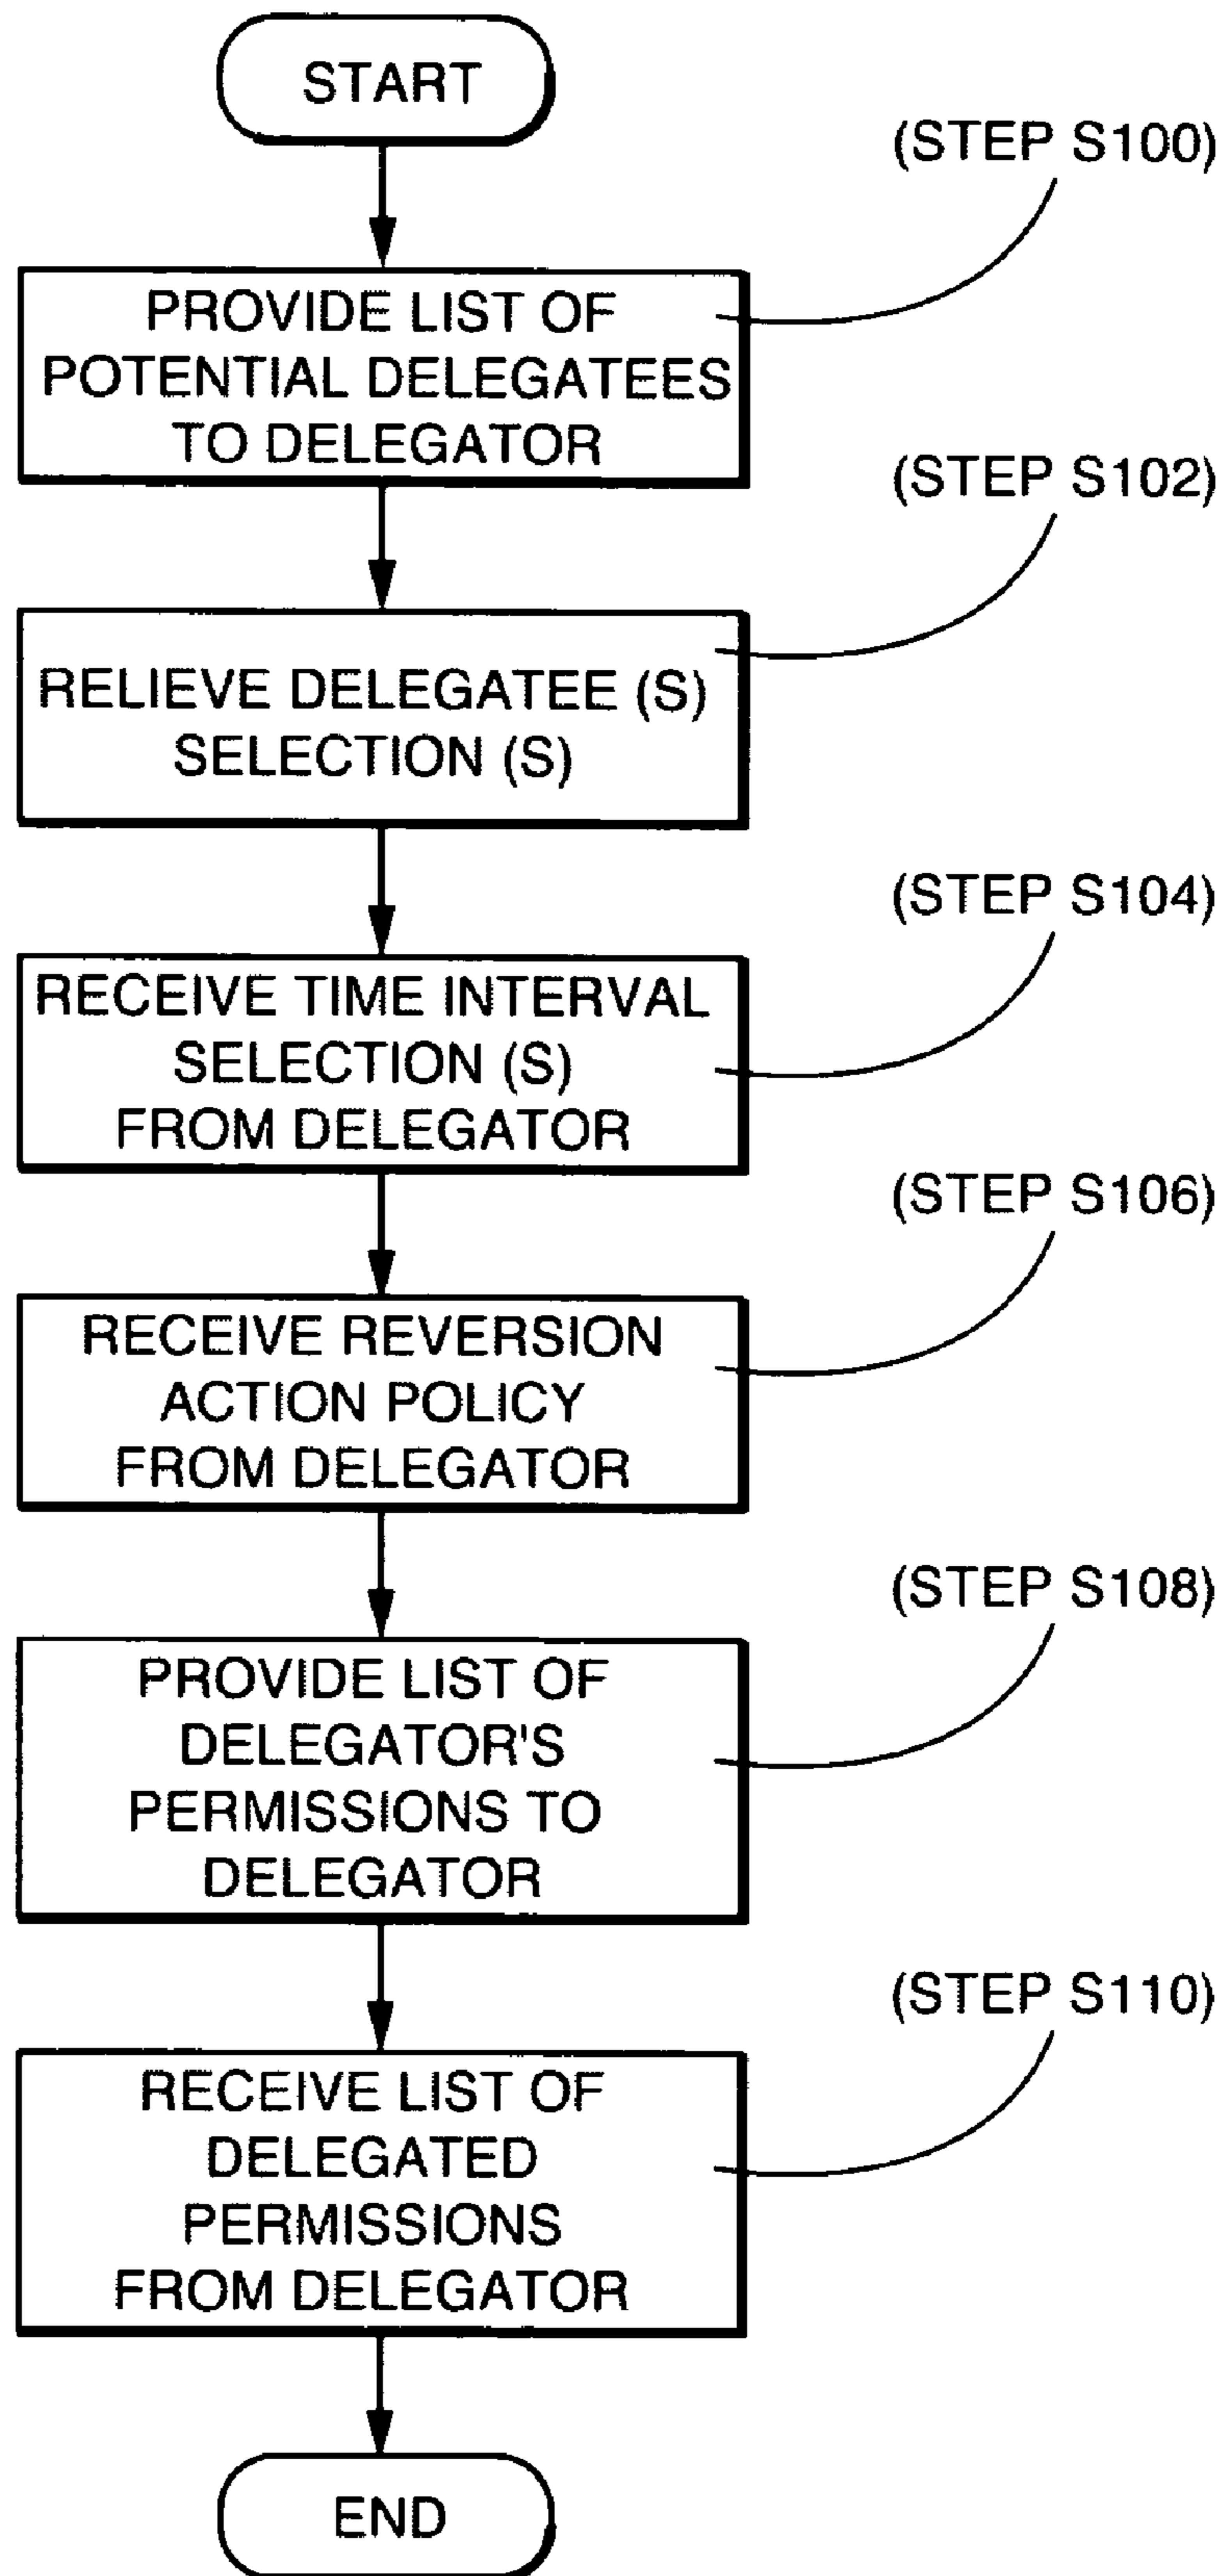 START
(STEP S100)
PROVIDE LIST OF
POTENTIAL DELEGATEES
TO DELEGATOR
(STEP S102)
RELIEVE DELEGATEE (S)
SELECTION (S)
(STEP S104)
RECEIVE TIME INTERVAL
SELECTION (S)
FROM DELEGATOR
(STEP S106)
RECEIVE REVERSION
ACTION POLICY
FROM DELEGATOR
(STEP S108)
PROVIDE LIST OF
DELEGATOR'S
PERMISSIONS TO
DELEGATOR
(STEP S110)
RECEIVE LIST OF
DELEGATED
PERMISSIONS
FROM DELEGATOR
END